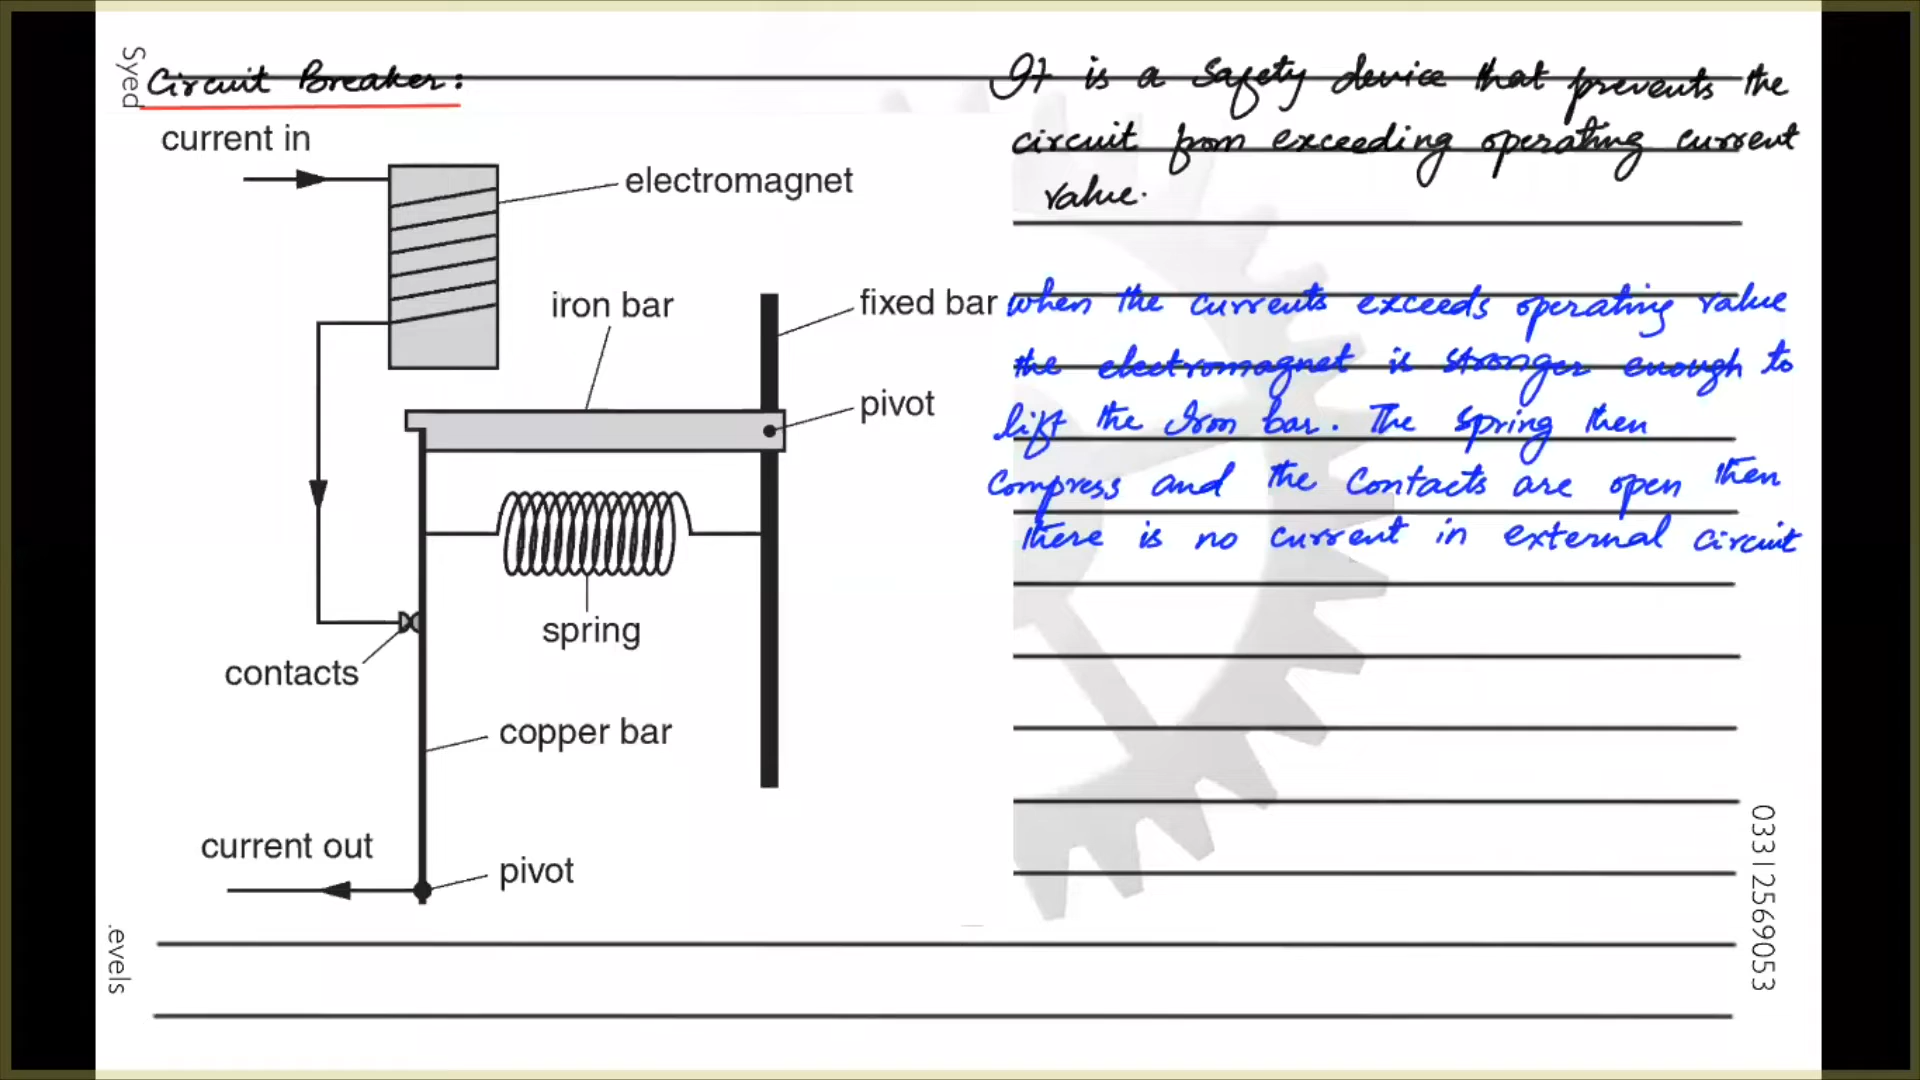 Syed
Circuit Breaker:
current in
electromagnet
iron bar
fixed bar
pivot
spring
contacts
copper bar
current out
pivot
It is a safety device that prevents the
circuit from exceeding operating current
value.
when the currents exceeds operating value
the electromagnet is stronger enough to
lift the Iron bar. The spring then
compress and the contacts are open then
there is no current in external circuit
.evels
03312569053